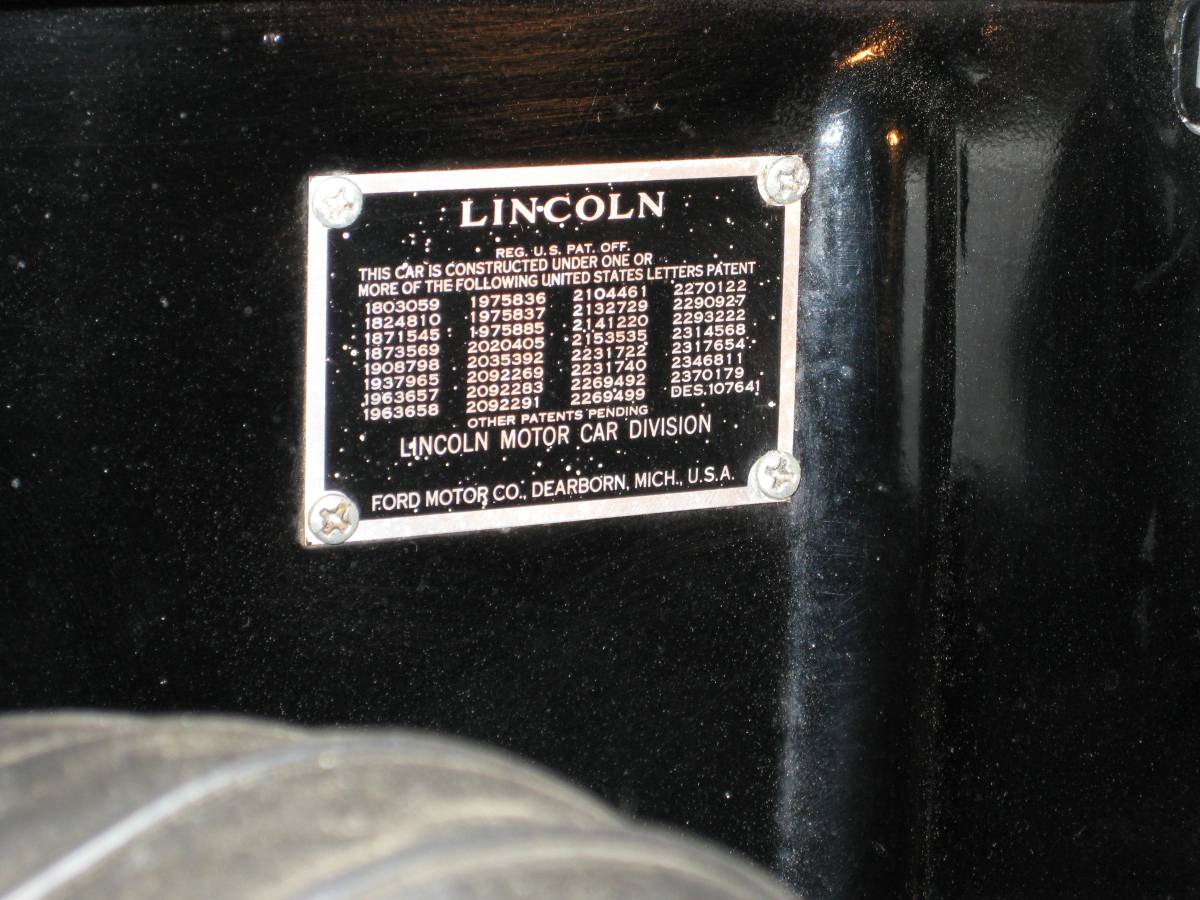 LINCOLN
REG. U.S. PAT. OFF.
THIS CAR IS CONSTRUCTED UNDER ONE OR
MORE OF THE FOLLOWING UNITED STATES LETTERS PATENT
1803059 1975836 2104461 2270122
1824810 1975837 2132729 2290927
1871545 1975885 2141220 2293222
1873569 2020405 2153535 2314568
1908798 2035392 2231722 2317654
1937965 2092269 2231740 2346811
1963657 2092283 2269492 2370179
1963658 2092291 2269499 DES.107641
OTHER PATENTS PENDING
LINCOLN MOTOR CAR DIVISION
FORD MOTOR CO., DEARBORN, MICH., U.S.A.